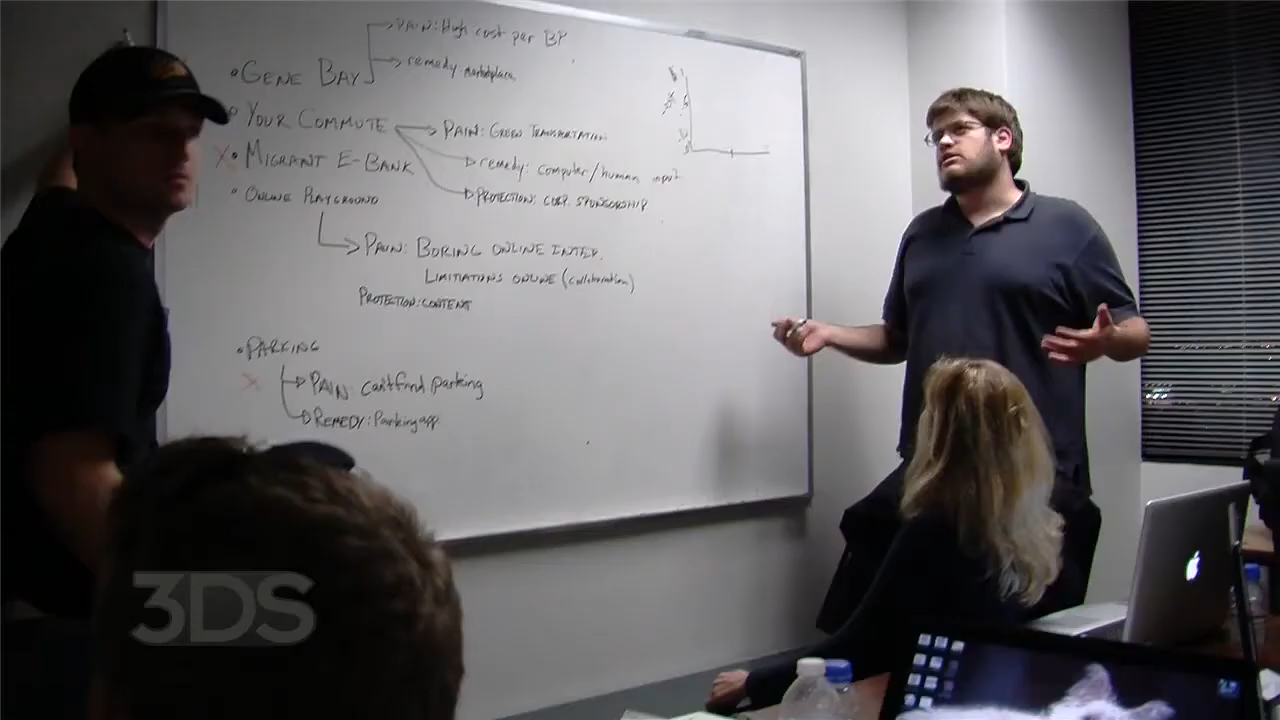 PAIN: High cost per BP
• GENE BAY
remedy: marketplace
• YOUR COMMUTE
PAIN: GREEN TRANSPORTATION
X • MIGRANT E-BANK
remedy: computer/human input
• ONLINE PLAYGROUND
PROTECTION: CORP. SPONSORSHIP
PAIN: BORING ONLINE INTER.
LIMITATIONS ONLINE (collaboration)
PROTECTION: CONTENT
• PARKING
X
PAIN: can't find parking
REMEDY: Parking app
3DS